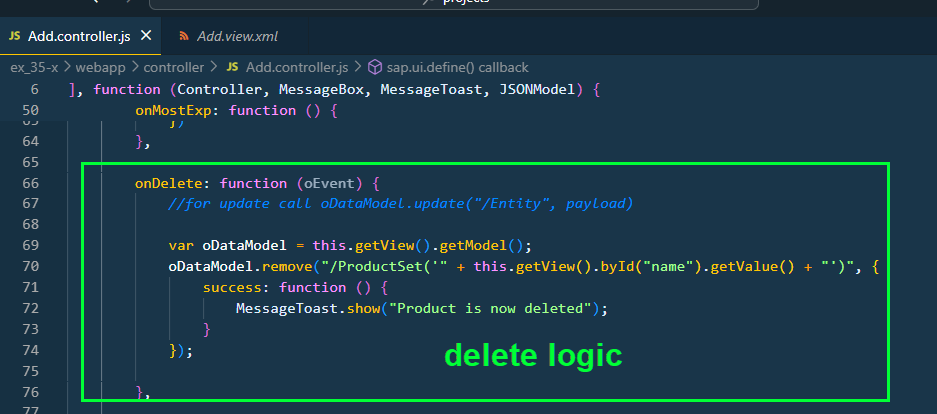 projects
JS Add.controller.js ×
Add.view.xml
ex_35-x > webapp > controller > JS Add.controller.js > sap.ui.define() callback
6 ], function (Controller, MessageBox, MessageToast, JSONModel) {
50 onMostExp: function () {
63 })
64 },
65
66 onDelete: function (oEvent) {
67 //for update call oDataModel.update("/Entity", payload)
68
69 var oDataModel = this.getView().getModel();
70 oDataModel.remove("/ProductSet('" + this.getView().byId("name").getValue() + "')", {
71 success: function () {
72 MessageToast.show("Product is now deleted");
73 }
74 });
75
76 },
77
delete logic